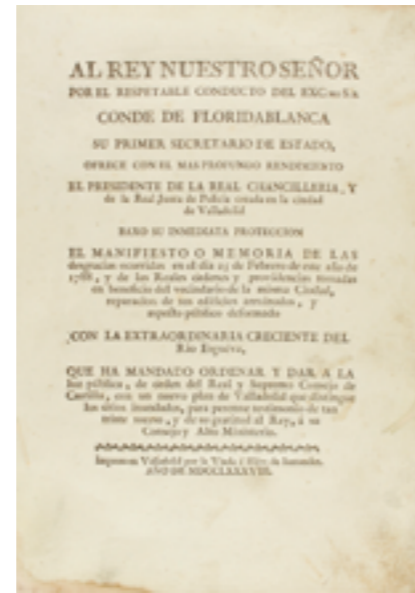 AL REY NUESTRO SEÑOR
POR EL RESPETABLE CONDUCTO DEL EXC.mo Sr.
CONDE DE FLORIDABLANCA
SU PRIMER SECRETARIO DE ESTADO,
OFRECE CON EL MAS PROFUNDO RENDIMIENTO
EL PRESIDENTE DE LA REAL CHANCILLERIA, Y
de la Real Junta de Policía creada en la ciudad
de Valladolid
BAXO SU INMEDIATA PROTECCION
EL MANIFIESTO O MEMORIA DE LAS
desgracias ocurridas en el dia 25 de Febrero de este año de
1788, y de las Reales órdenes y providencias tomadas
en beneficio del vecindario de la misma Ciudad,
reparacion de sus edificios arruinados, y
aspecto público deformado
CON LA EXTRAORDINARIA CRECIENTE DEL
Rio Esgueva,
QUE HA MANDADO ORDENAR Y DAR A LA
luz pública, de órden del Real y Supremo Consejo de
Castilla, con un nuevo plan de Valladolid que distingue
los sitios inundados, para perenne testimonio de tan
triste suceso, y de su gratitud al Rey, á su
Consejo y Alto Ministerio.
Impreso en Valladolid por la Viuda é Hijos de Santander.
AÑO DE MDCCLXXXVIII.